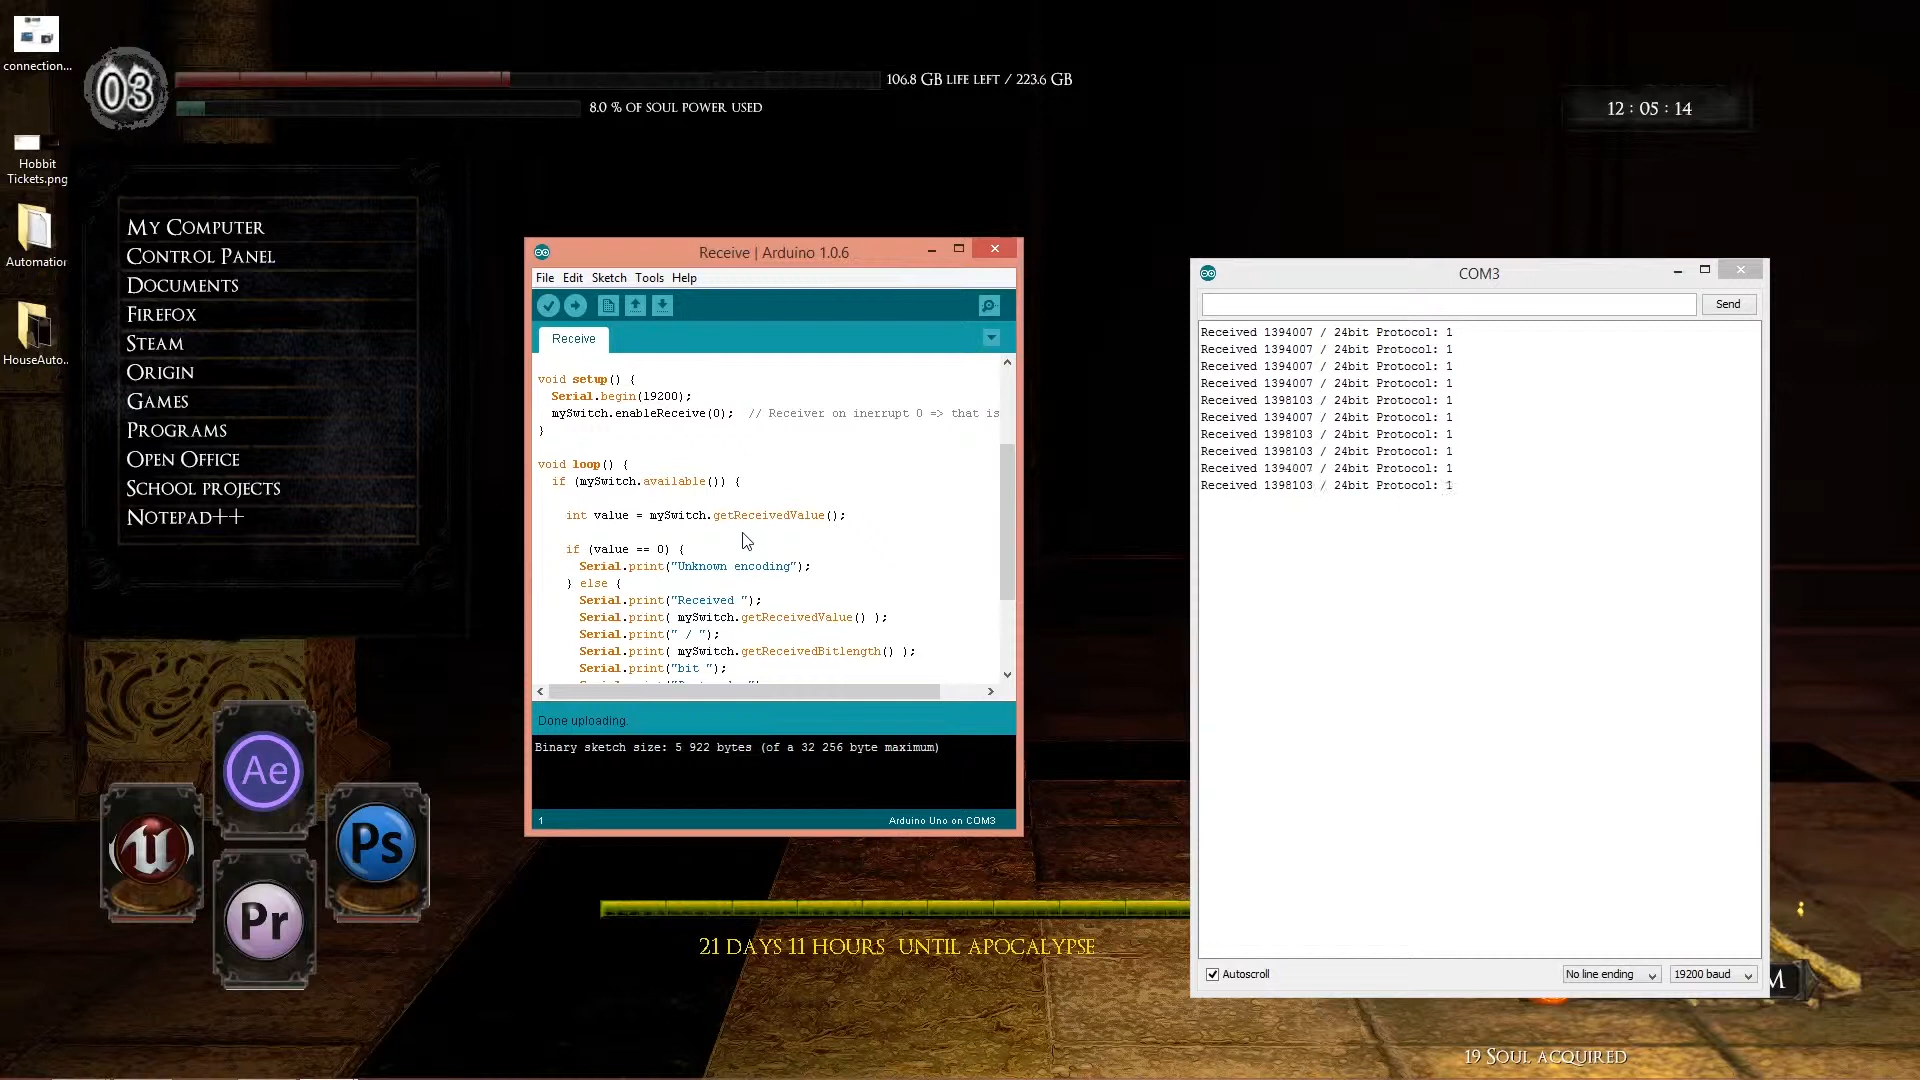 connection...
03
106.8 GB LIFE LEFT / 223.6 GB
8.0 % OF SOUL POWER USED
12 : 05 : 14
Hobbit
Tickets.png
Automation
HouseAuto...
MY COMPUTER
CONTROL PANEL
DOCUMENTS
FIREFOX
STEAM
ORIGIN
GAMES
PROGRAMS
OPEN OFFICE
SCHOOL PROJECTS
NOTEPAD++
Ae
Ps
Pr
Receive | Arduino 1.0.6
File Edit Sketch Tools Help
Receive
void setup() {
Serial.begin(19200);
mySwitch.enableReceive(0);  // Receiver on inerrupt 0 => that is
}
void loop() {
if (mySwitch.available()) {
int value = mySwitch.getReceivedValue();
if (value == 0) {
Serial.print("Unknown encoding");
} else {
Serial.print("Received ");
Serial.print( mySwitch.getReceivedValue() );
Serial.print(" / ");
Serial.print( mySwitch.getReceivedBitlength() );
Serial.print("bit ");
Done uploading.
Binary sketch size: 5 922 bytes (of a 32 256 byte maximum)
1
Arduino Uno on COM3
21 DAYS 11 HOURS UNTIL APOCALYPSE
COM3
Send
Received 1394007 / 24bit Protocol: 1
Received 1394007 / 24bit Protocol: 1
Received 1394007 / 24bit Protocol: 1
Received 1394007 / 24bit Protocol: 1
Received 1398103 / 24bit Protocol: 1
Received 1394007 / 24bit Protocol: 1
Received 1398103 / 24bit Protocol: 1
Received 1398103 / 24bit Protocol: 1
Received 1394007 / 24bit Protocol: 1
Received 1398103 / 24bit Protocol: 1
Autoscroll
No line ending
19200 baud
M
19 SOUL ACQUIRED